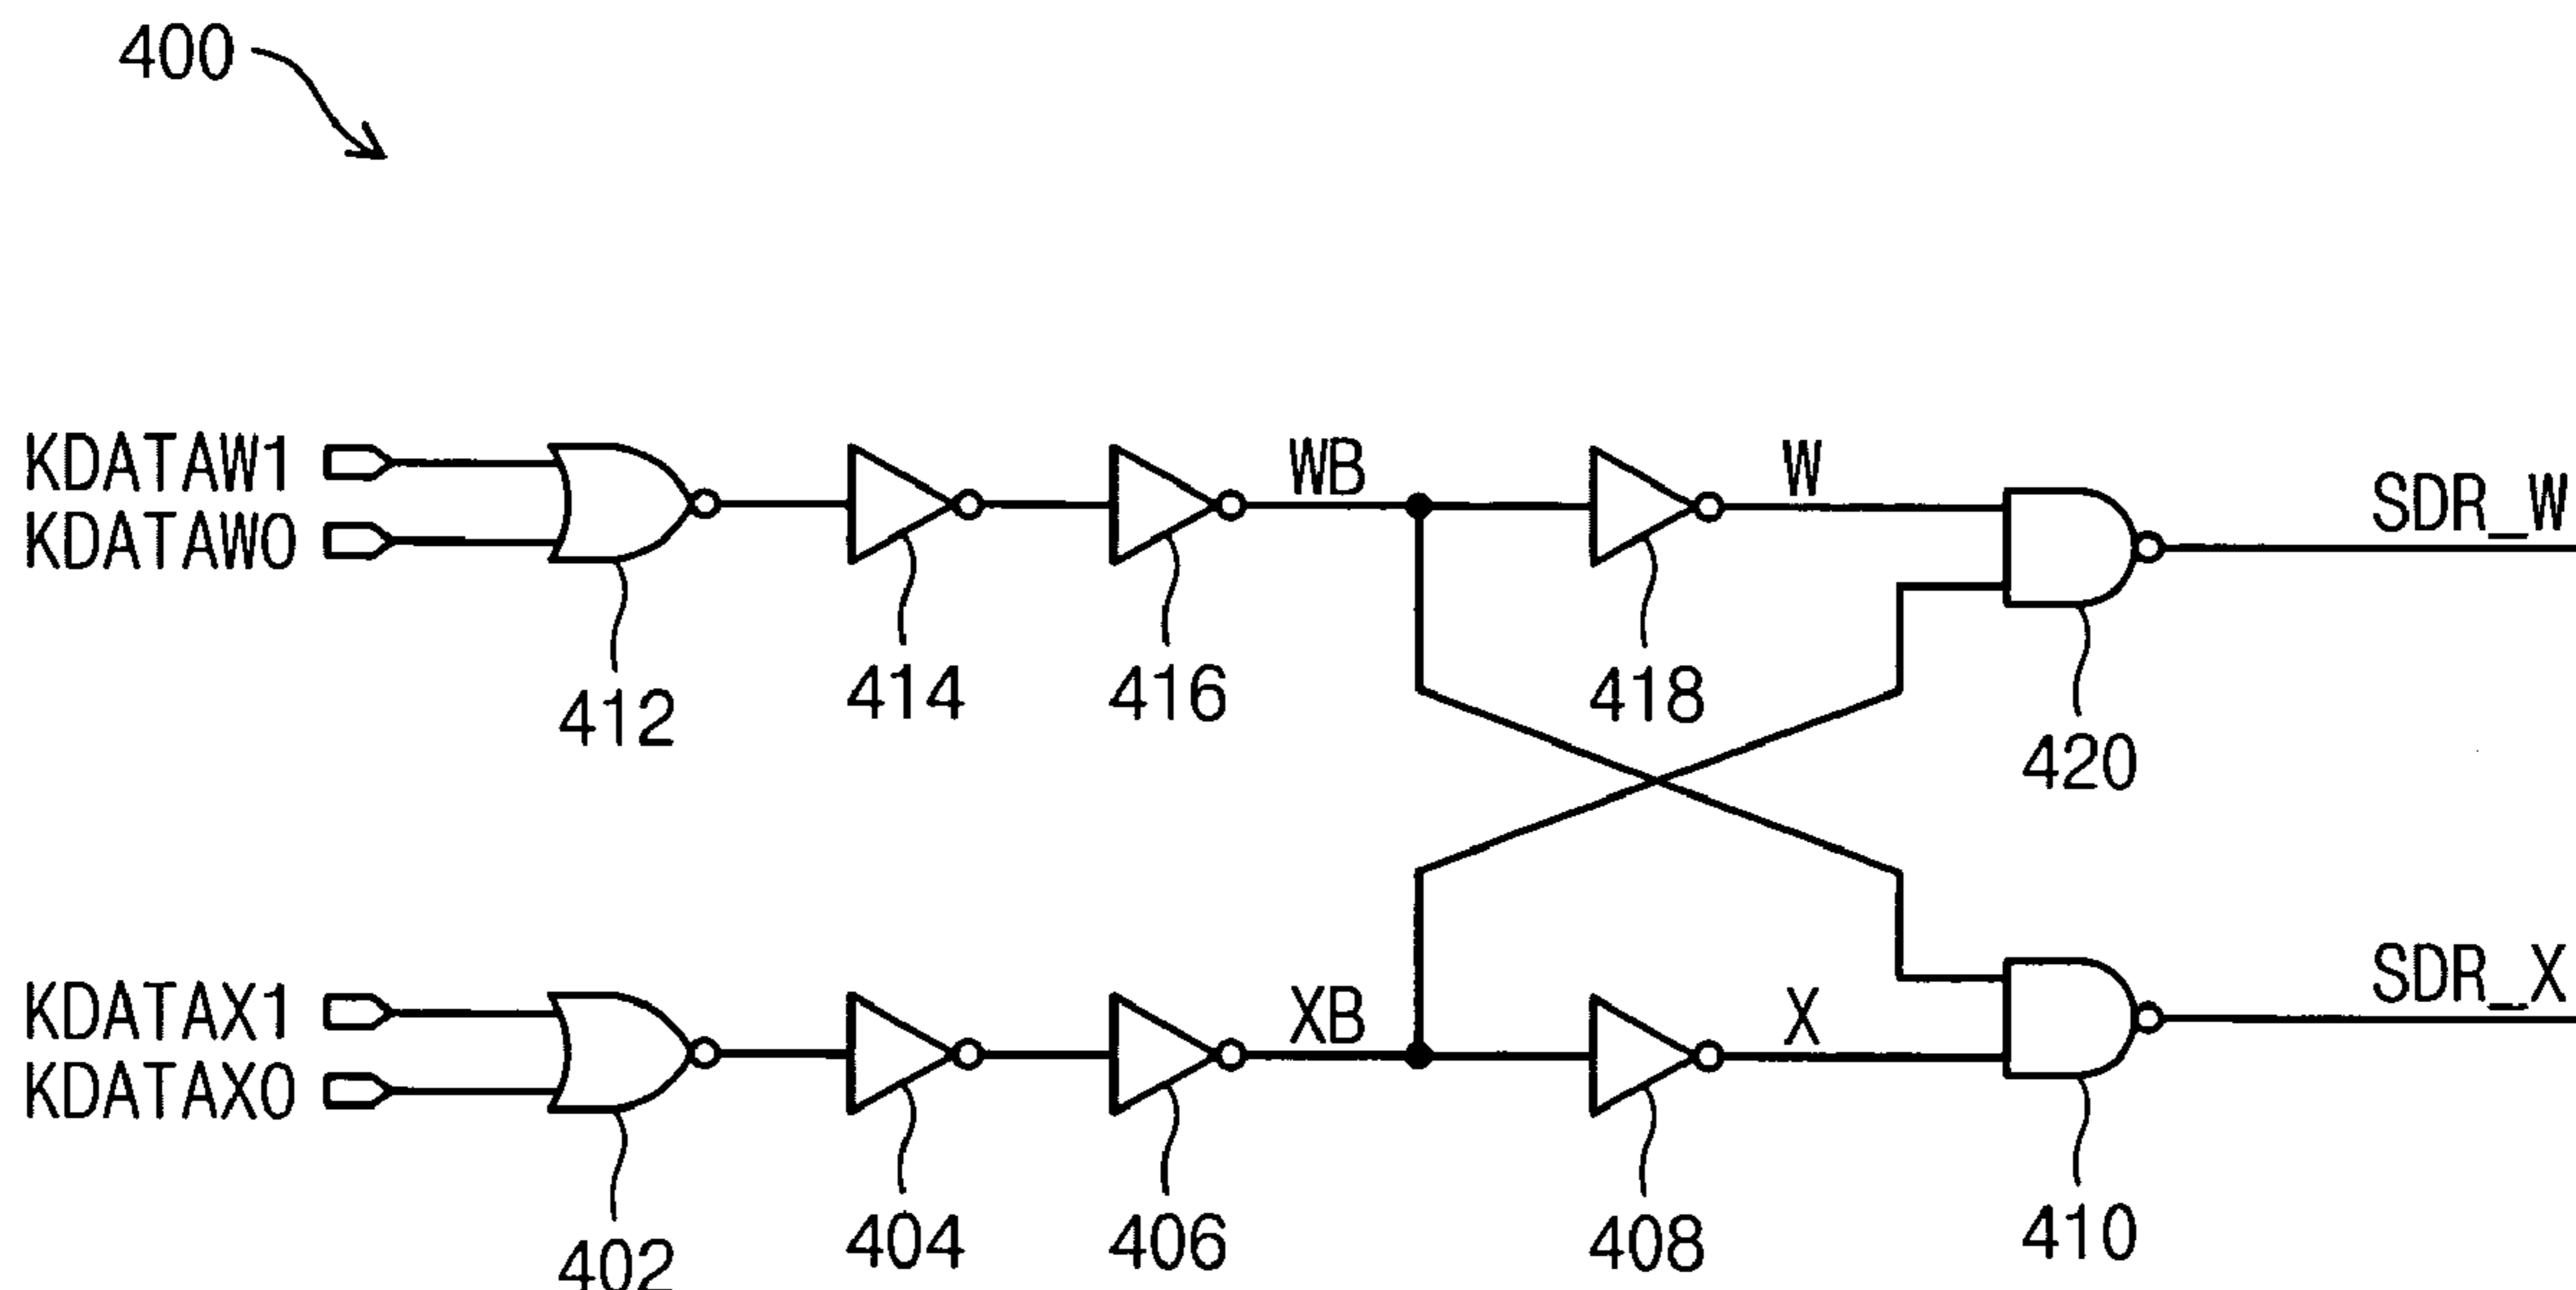 400
KDATAW1
KDATAW0
WB
W
SDR_W
412
414
416
418
420
KDATAX1
KDATAX0
XB
X
SDR_X
402
404
406
408
410